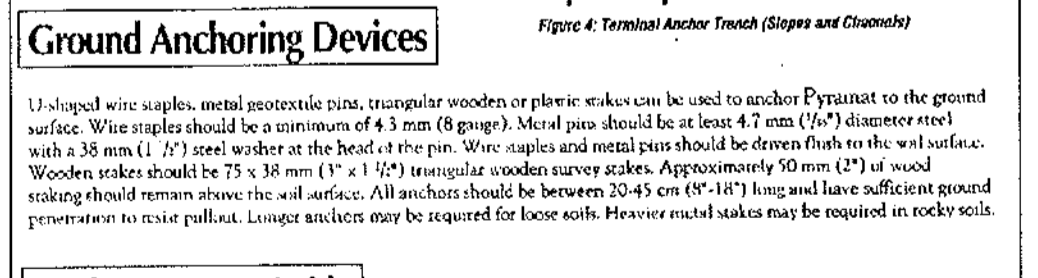 Figure 4: Terminal Anchor Trench (Slopes and Channels)
Ground Anchoring Devices
U-shaped wire staples, metal geotextile pins, triangular wooden or plastic stakes can be used to anchor Pyramat to the ground
surface. Wire staples should be a minimum of 4.3 mm (8 gauge). Metal pins should be at least 4.7 mm (3/16") diameter steel
with a 38 mm (1 1/2") steel washer at the head of the pin. Wire staples and metal pins should be driven flush to the soil surface.
Wooden stakes should be 75 x 38 mm (3" x 1 1/2") triangular wooden survey stakes. Approximately 50 mm (2") of wood
staking should remain above the soil surface. All anchors should be between 20-45 cm (8"-18") long and have sufficient ground
penetration to resist pullout. Longer anchors may be required for loose soils. Heavier metal stakes may be required in rocky soils.